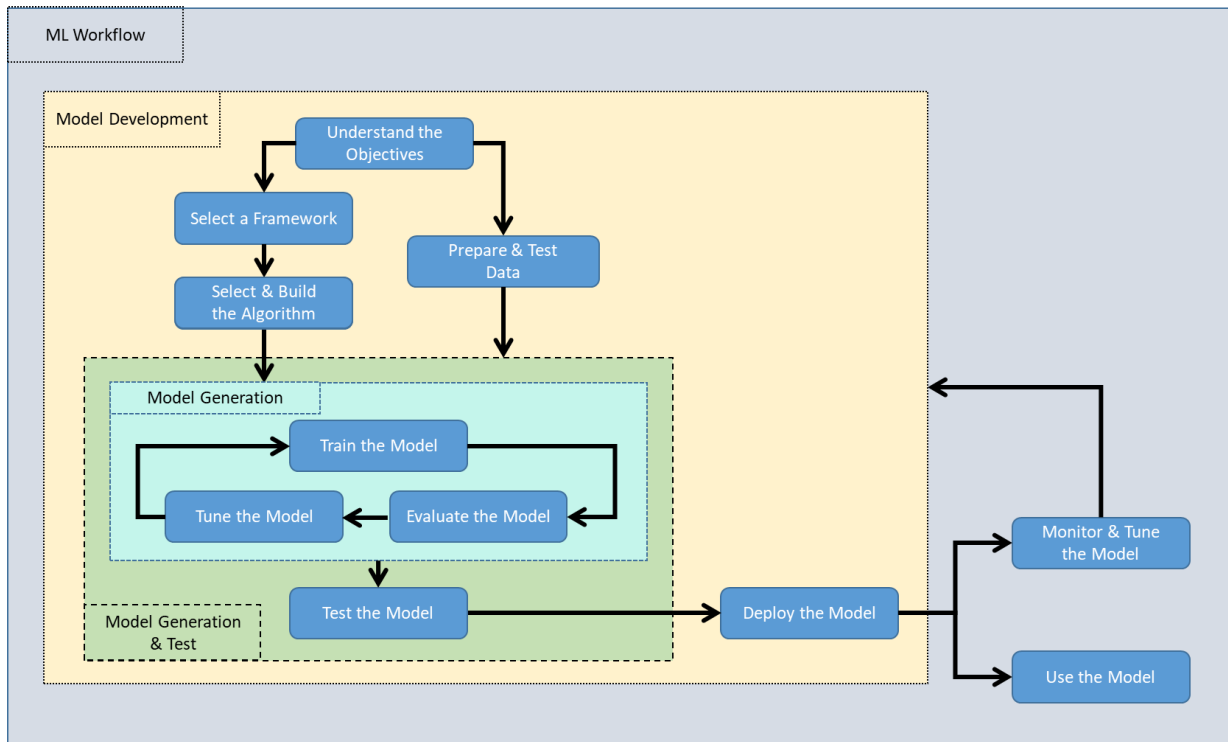 ML Workflow
Model Development
Understand the
Objectives
Select a Framework
Prepare & Test
Data
Select & Build
the Algorithm
Model Generation
Train the Model
Tune the Model
Evaluate the Model
Monitor & Tune
the Model
Test the Model
Deploy the Model
Model Generation
& Test
Use the Model